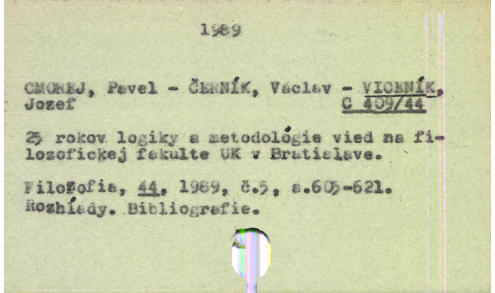 1989
CMOREJ, Pavel - ČERNÍK, Václav - VICENÍK,
Jozef C 409/44
25 rokov logiky a metodológie vied na fi-
lozofickej fakulte UK v Bratislave.
Filozofia, 44, 1989, č.5, s.605-621.
Rozhľady. Bibliografie.